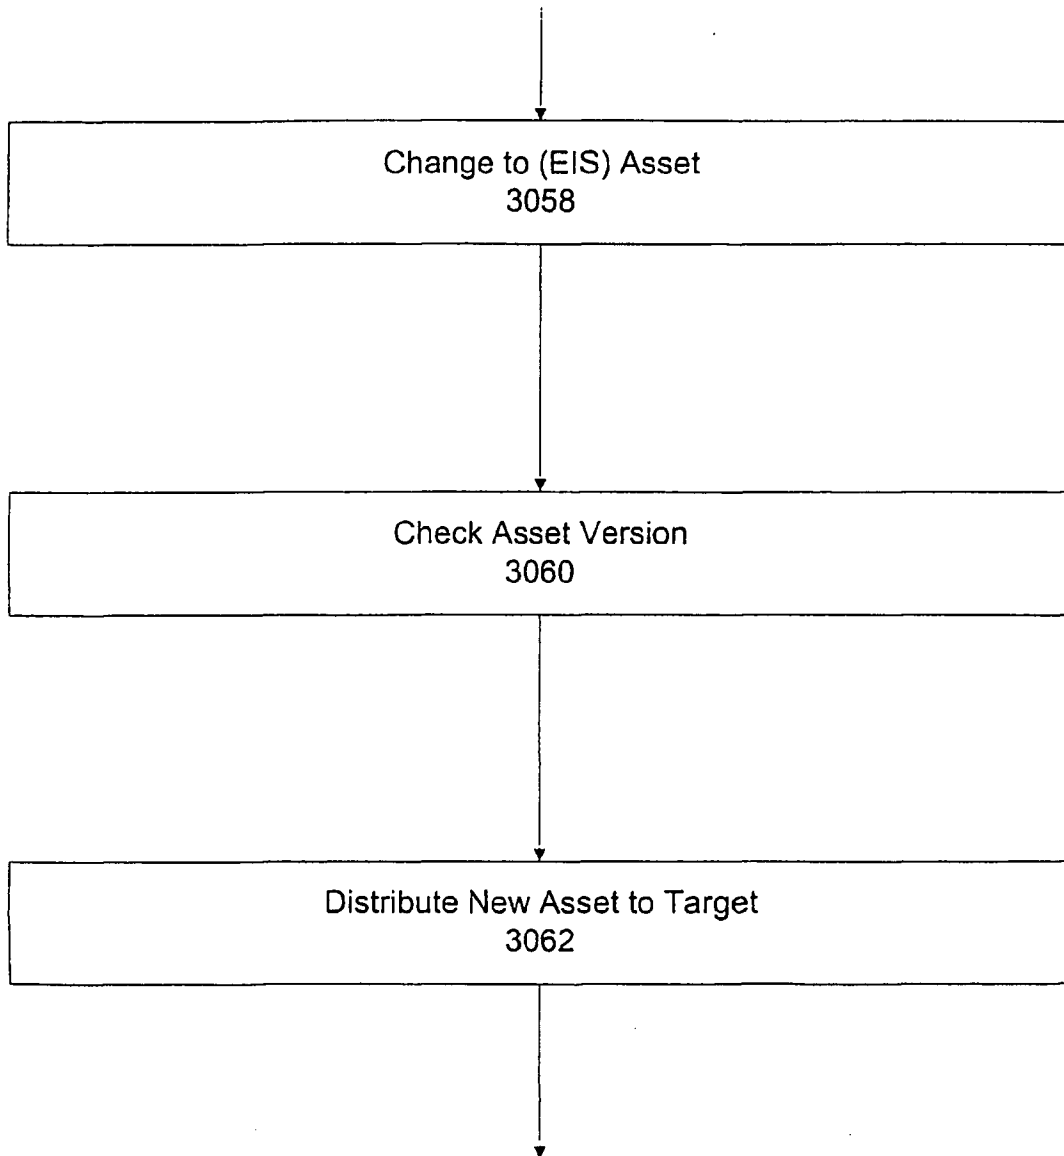 Change to (EIS) Asset
3058
Check Asset Version
3060
Distribute New Asset to Target
3062